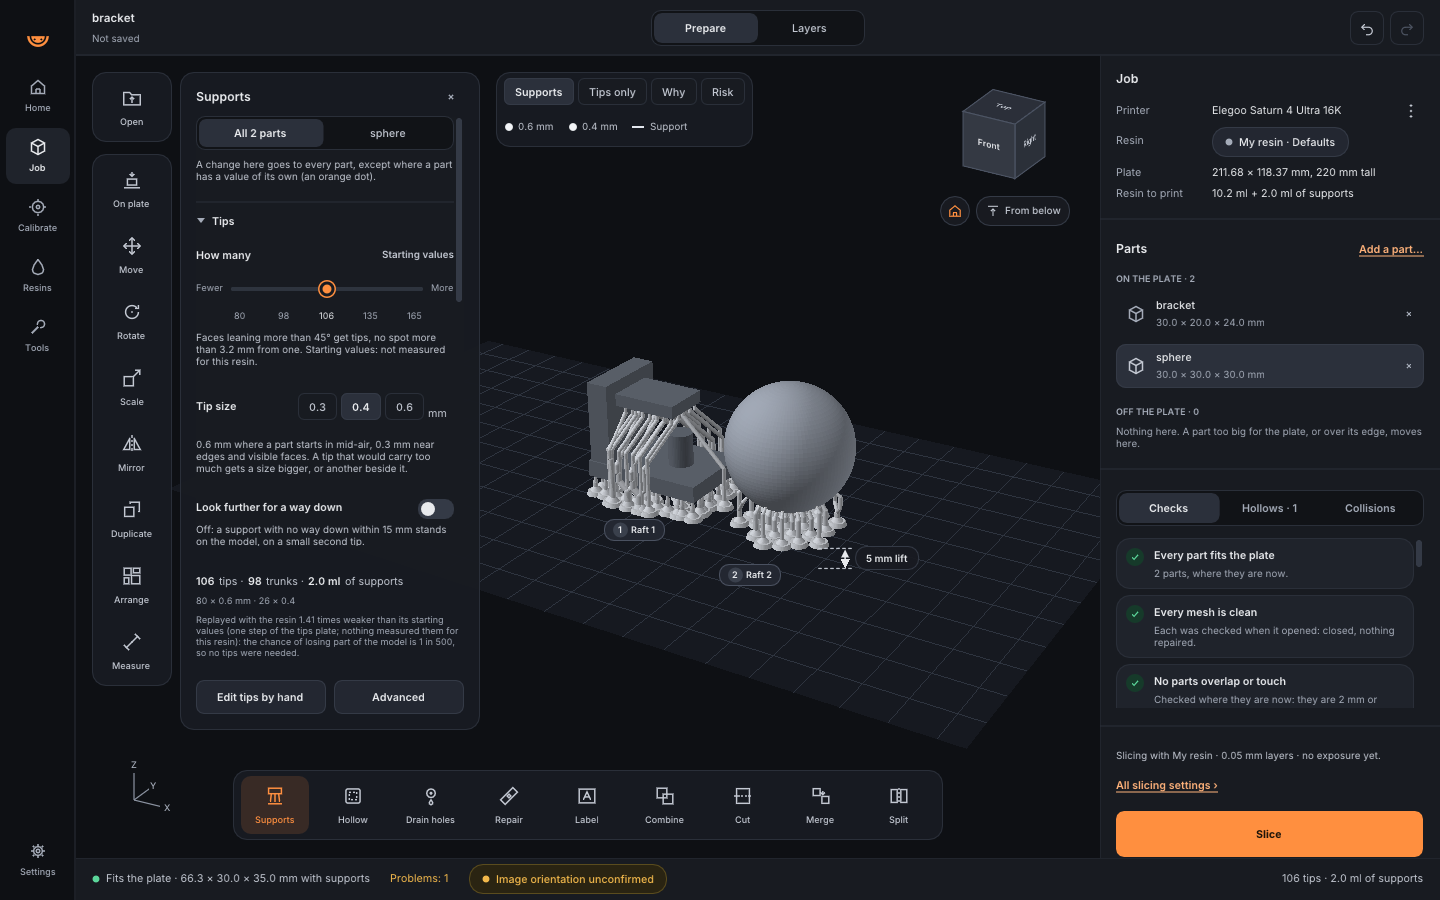 bracket
Not saved
Prepare
Layers
Home
Job
Calibrate
Resins
Tools
Settings
Open
On plate
Move
Rotate
Scale
Mirror
Duplicate
Arrange
Measure
Supports
×
All 2 parts
sphere
A change here goes to every part, except where a part
has a value of its own (an orange dot).
Tips
How many
Starting values
Fewer
More
80 98 106 135 165
Faces leaning more than 45° get tips, no spot more
than 3.2 mm from one. Starting values: not measured
for this resin.
Tip size
0.3 0.4 0.6 mm
0.6 mm where a part starts in mid-air, 0.3 mm near
edges and visible faces. A tip that would carry too
much gets a size bigger, or another beside it.
Look further for a way down
Off: a support with no way down within 15 mm stands
on the model, on a small second tip.
106 tips · 98 trunks · 2.0 ml of supports
80 × 0.6 mm · 26 × 0.4
Replayed with the resin 1.41 times weaker than its starting
values (one step of the tips plate; nothing measured them for
this resin): the chance of losing part of the model is 1 in 500,
so no tips were needed.
Edit tips by hand
Advanced
Supports
Tips only
Why
Risk
0.6 mm
0.4 mm
Support
Top
Front
Right
From below
1 Raft 1
2 Raft 2
5 mm lift
Z
Y
X
Supports
Hollow
Drain holes
Repair
Label
Combine
Cut
Merge
Split
Job
Printer
Elegoo Saturn 4 Ultra 16K
Resin
My resin · Defaults
Plate
211.68 × 118.37 mm, 220 mm tall
Resin to print
10.2 ml + 2.0 ml of supports
Parts
Add a part...
ON THE PLATE · 2
bracket
30.0 × 20.0 × 24.0 mm
×
sphere
30.0 × 30.0 × 30.0 mm
×
OFF THE PLATE · 0
Nothing here. A part too big for the plate, or over its edge, moves
here.
Checks
Hollows · 1
Collisions
Every part fits the plate
2 parts, where they are now.
Every mesh is clean
Each was checked when it opened: closed, nothing
repaired.
No parts overlap or touch
Checked where they are now: they are 2 mm or
Slicing with My resin · 0.05 mm layers · no exposure yet.
All slicing settings ›
Slice
Fits the plate · 66.3 × 30.0 × 35.0 mm with supports
Problems: 1
Image orientation unconfirmed
106 tips · 2.0 ml of supports